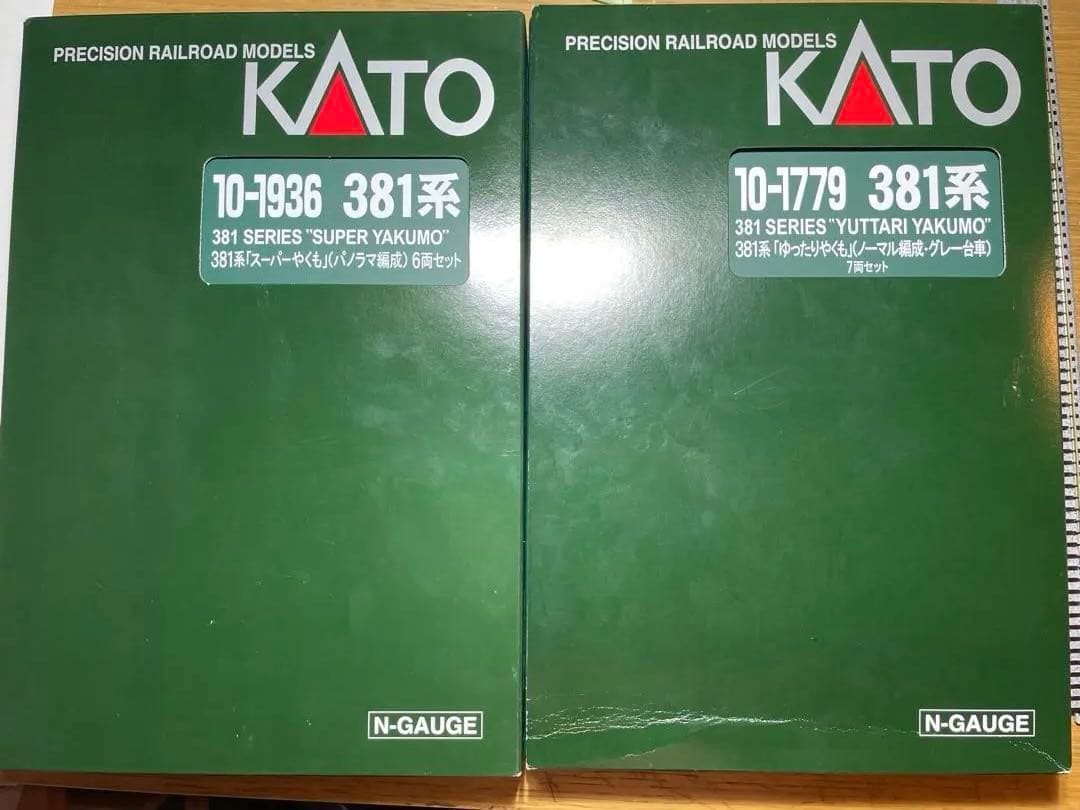 PRECISION RAILROAD MODELS
KATO
10-1936 381系
381 SERIES "SUPER YAKUMO"
381系「スーパーやくも」(パノラマ編成) 6両セット
N-GAUGE
PRECISION RAILROAD MODELS
KATO
10-1779 381系
381 SERIES "YUTTARI YAKUMO"
381系「ゆったりやくも」(ノーマル編成・グレー台車)
7両セット
N-GAUGE